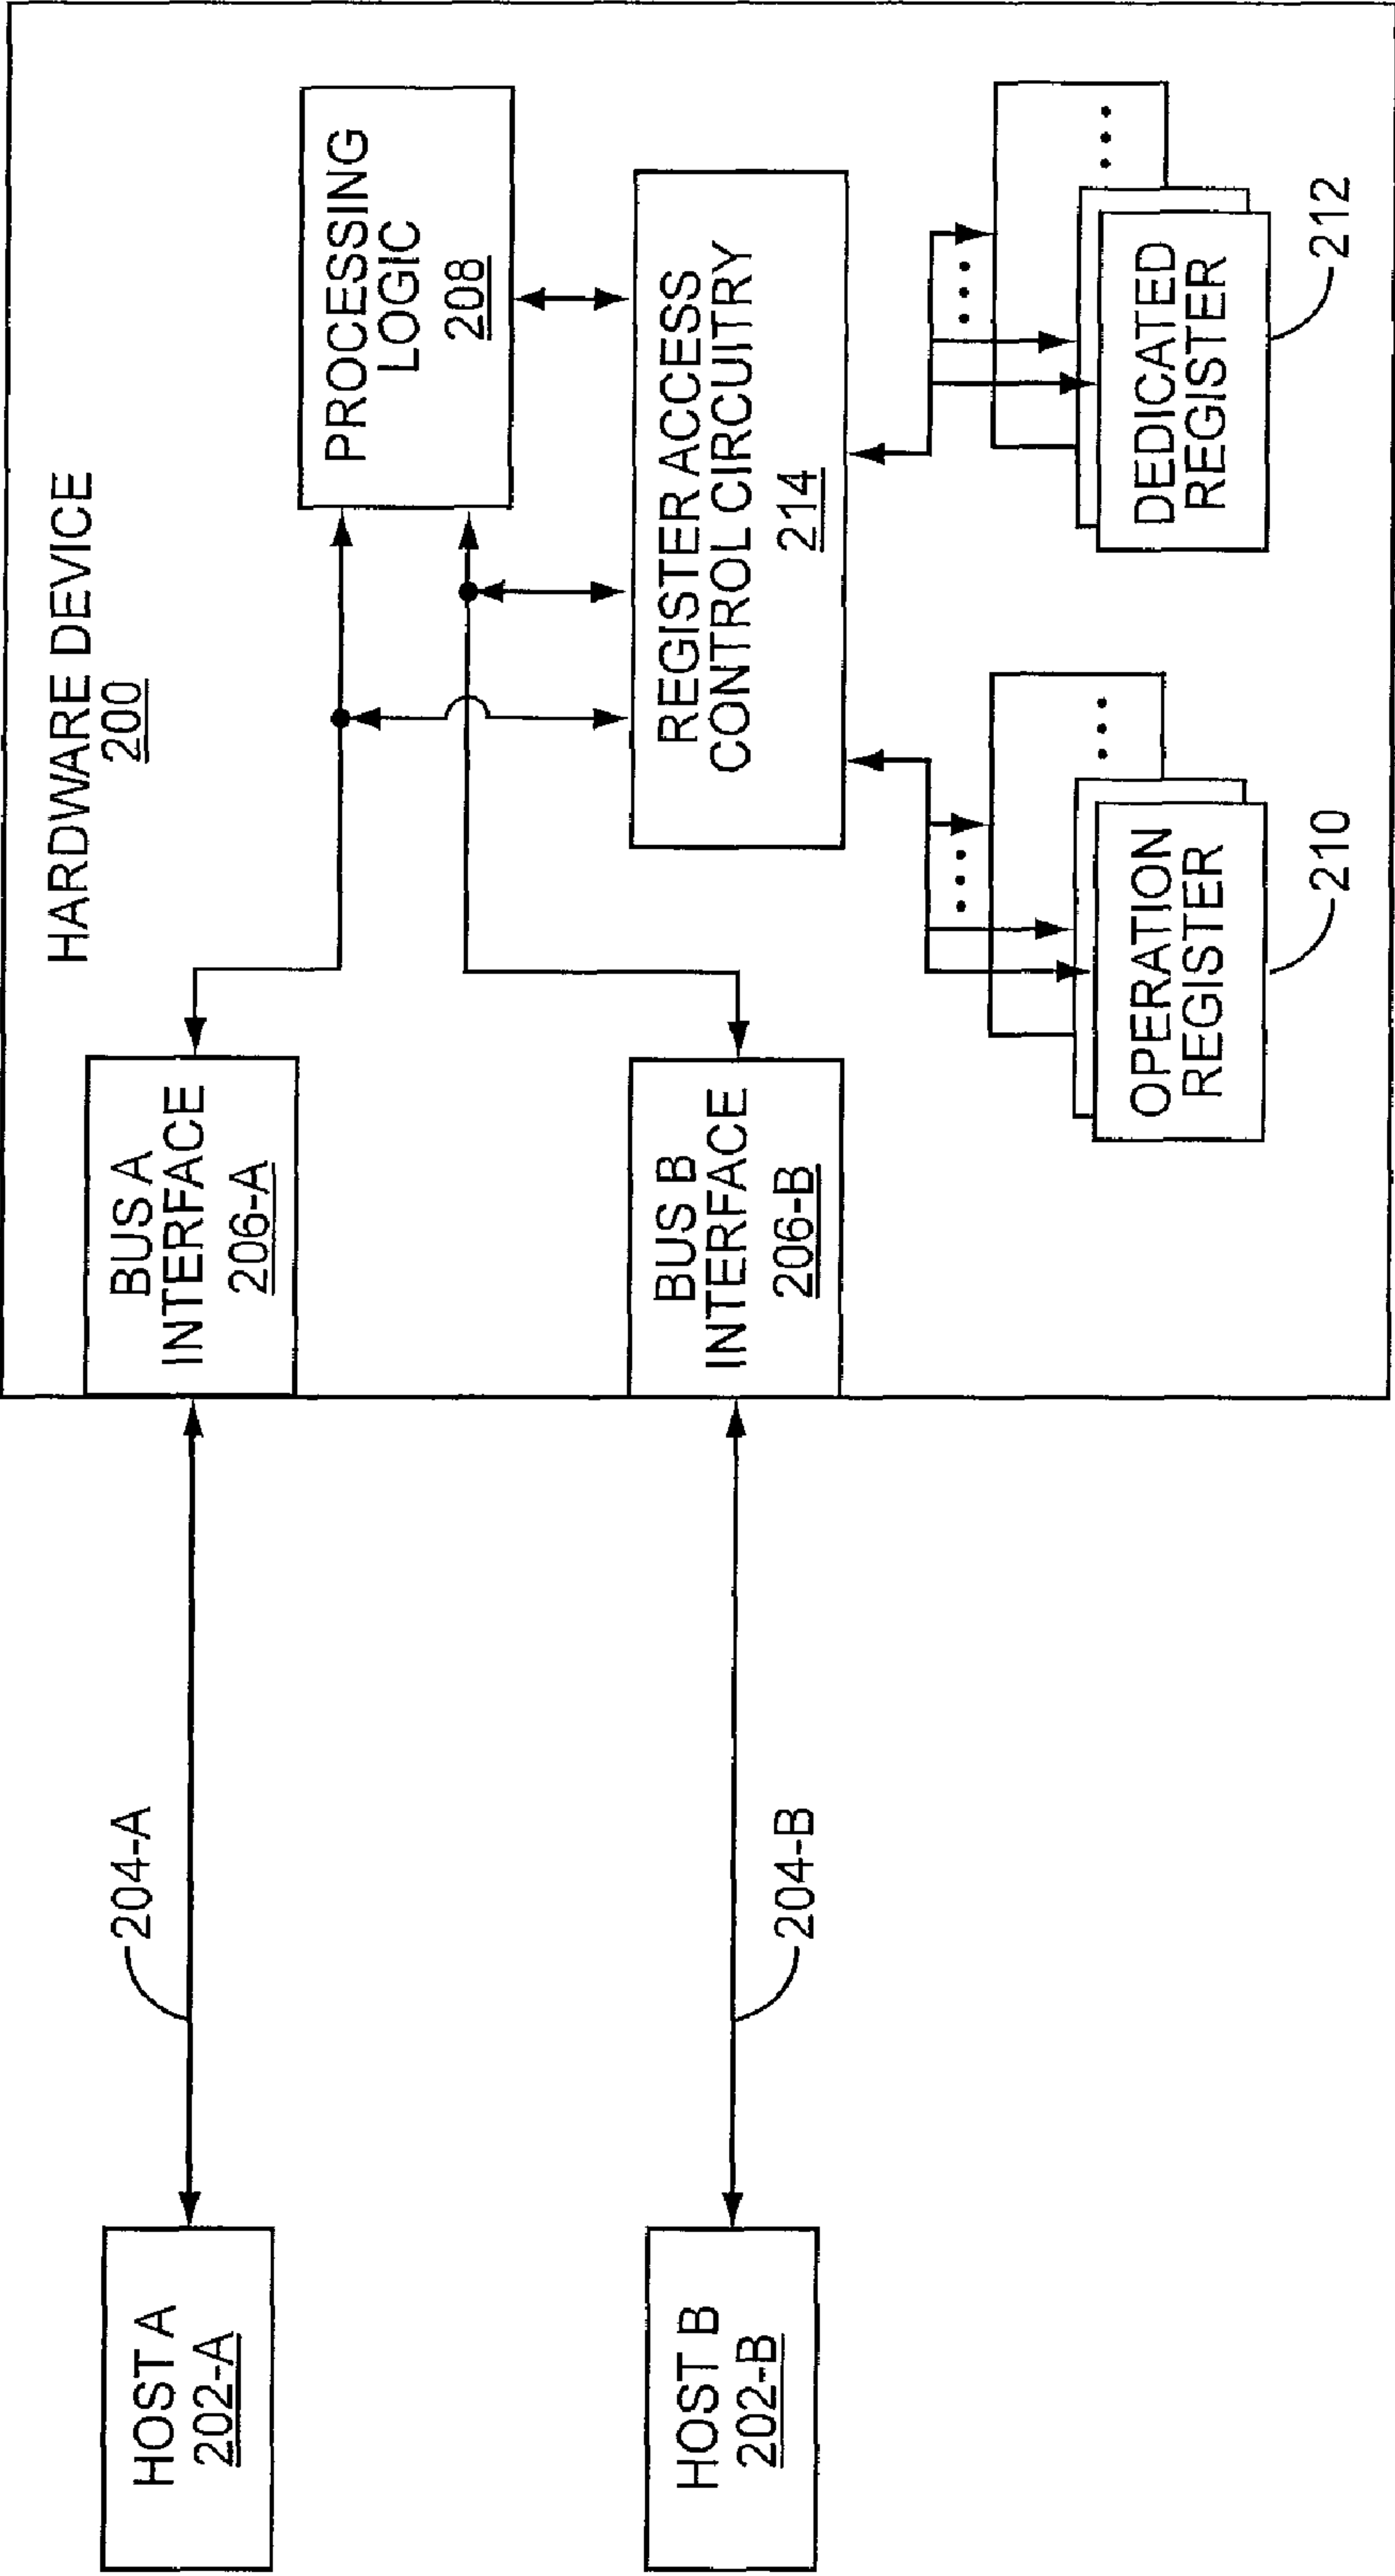 HARDWARE DEVICE
200
HOST A
202-A
204-A
BUS A
INTERFACE
206-A
PROCESSING
LOGIC
208
HOST B
202-B
204-B
BUS B
INTERFACE
206-B
REGISTER ACCESS
CONTROL CIRCUITRY
214
OPERATION
REGISTER
210
DEDICATED
REGISTER
212